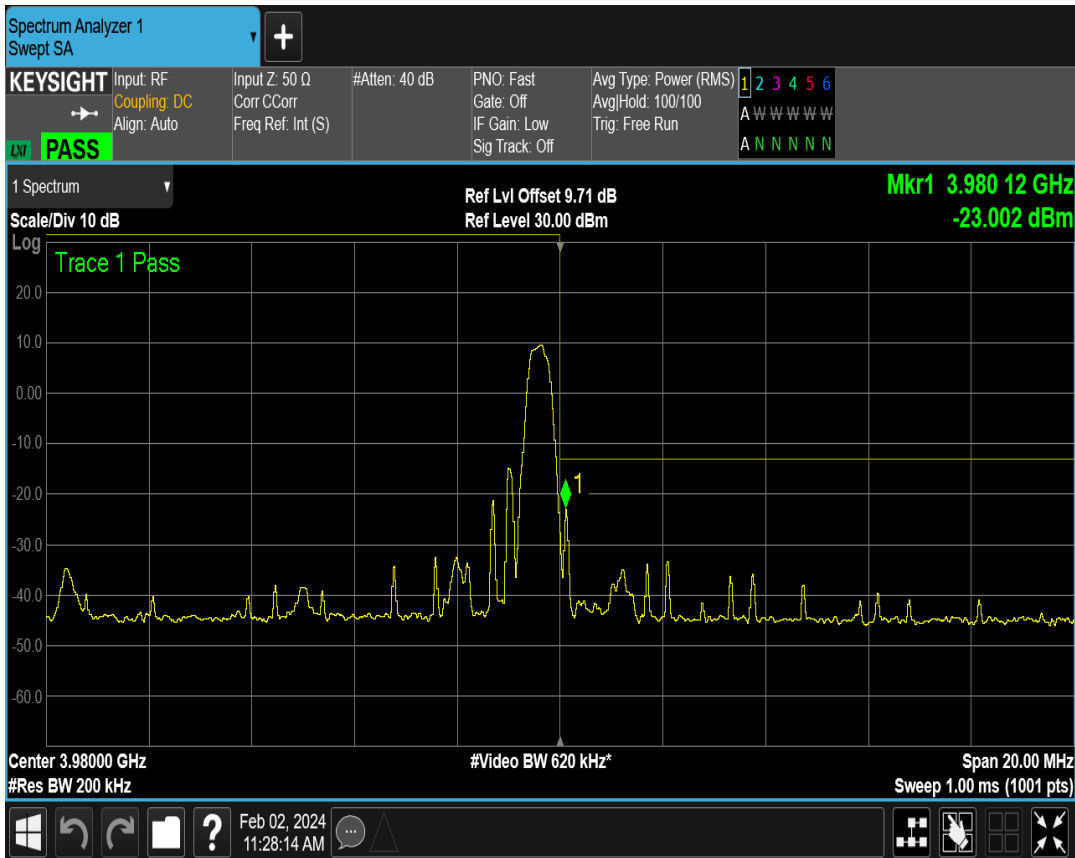 Spectrum Analyzer 1
Swept SA
+
KEYSIGHT
LXI PASS
Input: RF
Coupling: DC
Align: Auto
Input Z: 50 Ω
Corr CCorr
Freq Ref: Int (S)
#Atten: 40 dB
PNO: Fast
Gate: Off
IF Gain: Low
Sig Track: Off
Avg Type: Power (RMS)
Avg|Hold: 100/100
Trig: Free Run
1 2 3 4 5 6
A W W W W W
A N N N N N
1 Spectrum
Scale/Div 10 dB
Ref Lvl Offset 9.71 dB
Ref Level 30.00 dBm
Mkr1 3.980 12 GHz
-23.002 dBm
Log
Trace 1 Pass
20.0
10.0
0.00
-10.0
-20.0
-30.0
-40.0
-50.0
-60.0
1
Center 3.98000 GHz
#Res BW 200 kHz
#Video BW 620 kHz*
Span 20.00 MHz
Sweep 1.00 ms (1001 pts)
?
Feb 02, 2024
11:28:14 AM